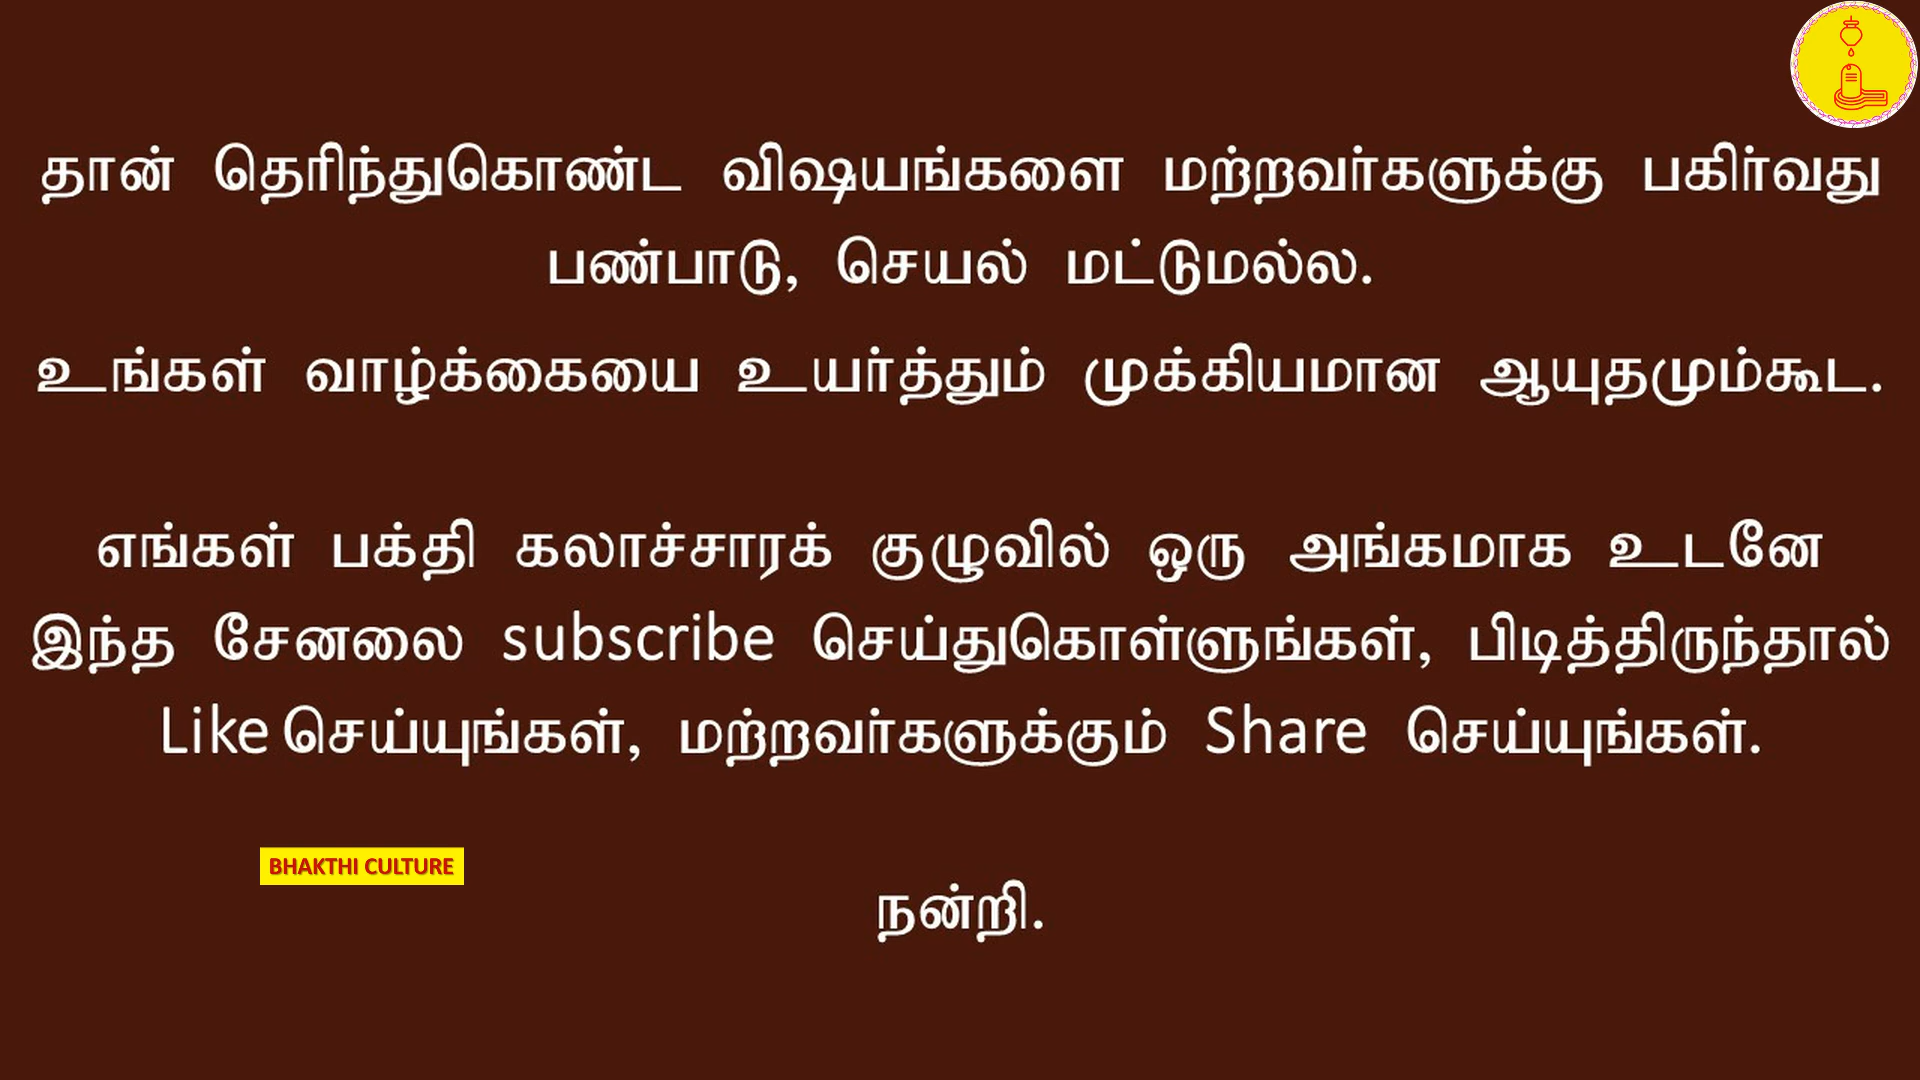 தான் தெரிந்துகொண்ட விஷயங்களை மற்றவர்களுக்கு பகிர்வது
பண்பாடு, செயல் மட்டுமல்ல.
உங்கள் வாழ்க்கையை உயர்த்தும் முக்கியமான ஆயுதமும்கூட.
எங்கள் பக்தி கலாச்சாரக் குழுவில் ஒரு அங்கமாக உடனே
இந்த சேனலை subscribe செய்துகொள்ளுங்கள், பிடித்திருந்தால்
Like செய்யுங்கள், மற்றவர்களுக்கும் Share செய்யுங்கள்.
BHAKTHI CULTURE
நன்றி.